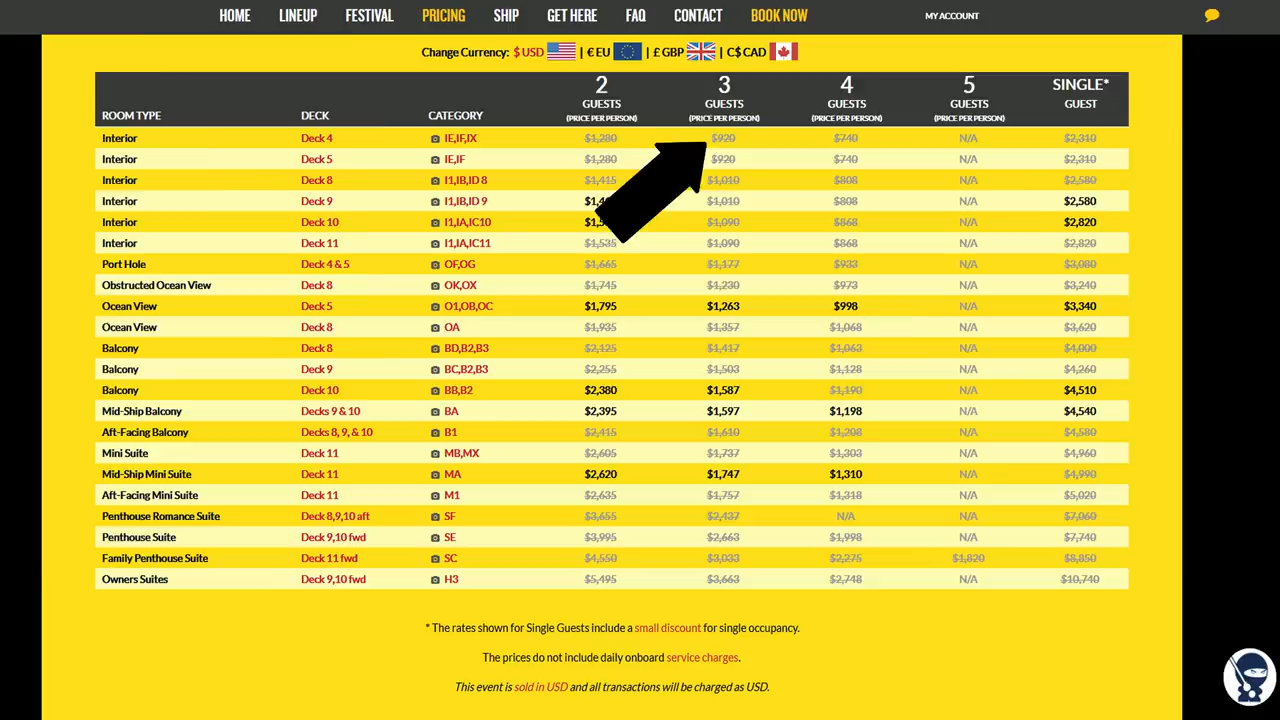 HOME LINEUP FESTIVAL PRICING SHIP GET HERE FAQ CONTACT BOOK NOW MY ACCOUNT
Change Currency: $ USD | € EU | £ GBP | C$ CAD
2 3 4 5 SINGLE*
GUESTS GUESTS GUESTS GUESTS GUEST
ROOM TYPE DECK CATEGORY (PRICE PER PERSON) (PRICE PER PERSON) (PRICE PER PERSON) (PRICE PER PERSON)
Interior Deck 4 IE,IF,IX $1,280 $920 $740 N/A $2,310
Interior Deck 5 IE,IF $1,280 $920 $740 N/A $2,310
Interior Deck 8 I1,IB,ID 8 $1,415 $1,010 $808 N/A $2,580
Interior Deck 9 I1,IB,ID 9 $1,010 $808 N/A $2,580
Interior Deck 10 I1,IA,IC10 $1,090 $868 N/A $2,820
Interior Deck 11 I1,IA,IC11 $1,535 $1,090 $868 N/A $2,820
Port Hole Deck 4 & 5 OF,OG $1,665 $1,177 $933 N/A $3,080
Obstructed Ocean View Deck 8 OK,OX $1,745 $1,230 $973 N/A $3,240
Ocean View Deck 5 O1,OB,OC $1,795 $1,263 $998 N/A $3,340
Ocean View Deck 8 OA $1,935 $1,357 $1,068 N/A $3,620
Balcony Deck 8 BD,B2,B3 $2,125 $1,417 $1,063 N/A $4,000
Balcony Deck 9 BC,B2,B3 $2,255 $1,503 $1,128 N/A $4,260
Balcony Deck 10 BB,B2 $2,380 $1,587 $1,190 N/A $4,510
Mid-Ship Balcony Decks 9 & 10 BA $2,395 $1,597 $1,198 N/A $4,540
Aft-Facing Balcony Decks 8, 9, & 10 B1 $2,415 $1,610 $1,208 N/A $4,580
Mini Suite Deck 11 MB,MX $2,605 $1,737 $1,303 N/A $4,960
Mid-Ship Mini Suite Deck 11 MA $2,620 $1,747 $1,310 N/A $4,990
Aft-Facing Mini Suite Deck 11 M1 $2,635 $1,757 $1,318 N/A $5,020
Penthouse Romance Suite Deck 8,9,10 aft SF $3,655 $2,437 N/A N/A $7,060
Penthouse Suite Deck 9,10 fwd SE $3,995 $2,663 $1,998 N/A $7,740
Family Penthouse Suite Deck 11 fwd SC $4,550 $3,033 $2,275 $1,820 $8,850
Owners Suites Deck 9,10 fwd H3 $5,495 $3,663 $2,748 N/A $10,740
* The rates shown for Single Guests include a small discount for single occupancy.
The prices do not include daily onboard service charges.
This event is sold in USD and all transactions will be charged as USD.